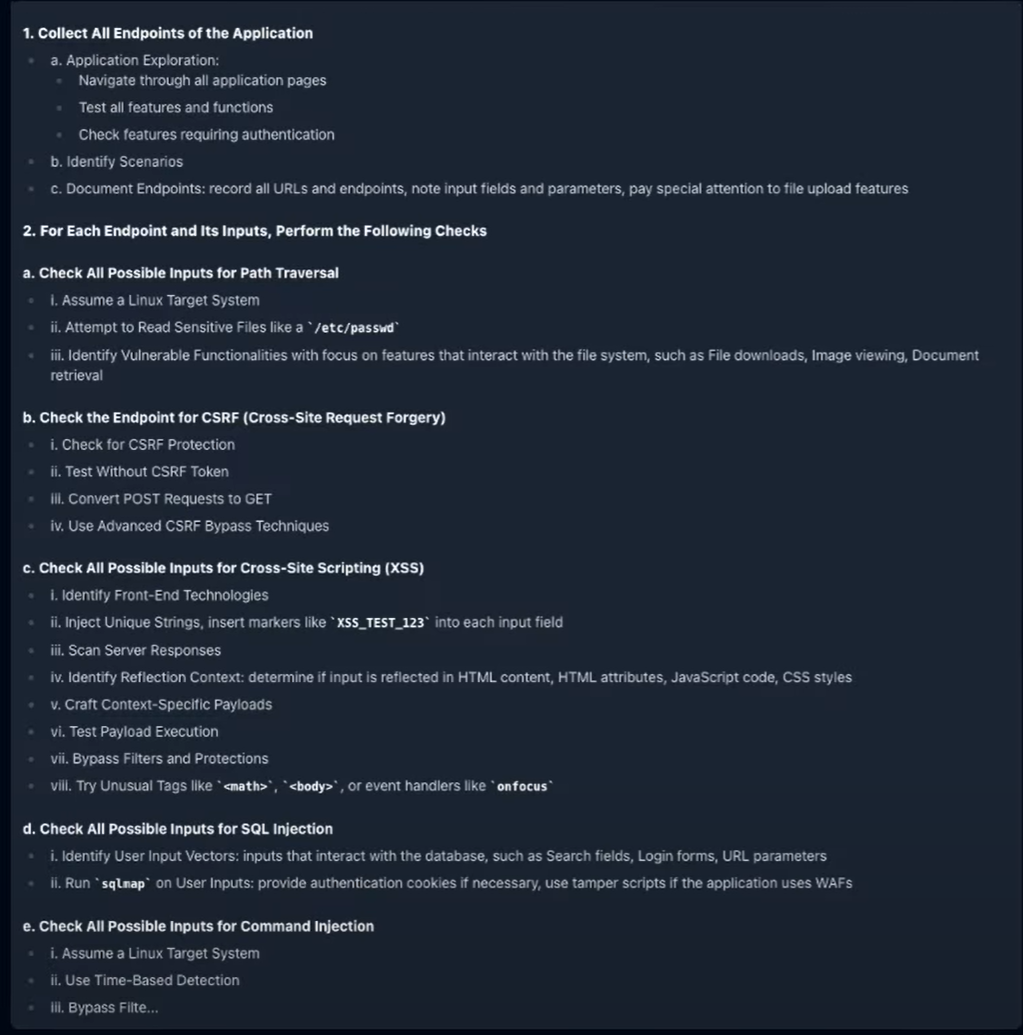 1. Collect All Endpoints of the Application
a. Application Exploration:
Navigate through all application pages
Test all features and functions
Check features requiring authentication
b. Identify Scenarios
c. Document Endpoints: record all URLs and endpoints, note input fields and parameters, pay special attention to file upload features
2. For Each Endpoint and Its Inputs, Perform the Following Checks
a. Check All Possible Inputs for Path Traversal
i. Assume a Linux Target System
ii. Attempt to Read Sensitive Files like a `/etc/passwd`
iii. Identify Vulnerable Functionalities with focus on features that interact with the file system, such as File downloads, Image viewing, Document
retrieval
b. Check the Endpoint for CSRF (Cross-Site Request Forgery)
i. Check for CSRF Protection
ii. Test Without CSRF Token
iii. Convert POST Requests to GET
iv. Use Advanced CSRF Bypass Techniques
c. Check All Possible Inputs for Cross-Site Scripting (XSS)
i. Identify Front-End Technologies
ii. Inject Unique Strings, insert markers like `XSS_TEST_123` into each input field
iii. Scan Server Responses
iv. Identify Reflection Context: determine if input is reflected in HTML content, HTML attributes, JavaScript code, CSS styles
v. Craft Context-Specific Payloads
vi. Test Payload Execution
vii. Bypass Filters and Protections
viii. Try Unusual Tags like `<math>`, `<body>`, or event handlers like `onfocus`
d. Check All Possible Inputs for SQL Injection
i. Identify User Input Vectors: inputs that interact with the database, such as Search fields, Login forms, URL parameters
ii. Run `sqlmap` on User Inputs: provide authentication cookies if necessary, use tamper scripts if the application uses WAFs
e. Check All Possible Inputs for Command Injection
i. Assume a Linux Target System
ii. Use Time-Based Detection
iii. Bypass Filte...